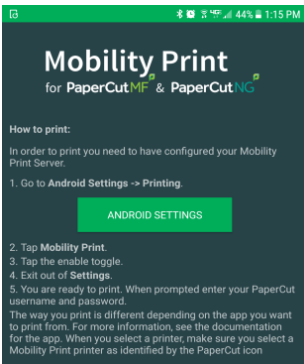 44% 1:15 PM
Mobility Print
for PaperCut MF & PaperCut NG
How to print:
In order to print you need to have configured your Mobility
Print Server.
1. Go to Android Settings -> Printing.
ANDROID SETTINGS
2. Tap Mobility Print.
3. Tap the enable toggle.
4. Exit out of Settings.
5. You are ready to print. When prompted enter your PaperCut
username and password.
The way you print is different depending on the app you want
to print from. For more information, see the documentation
for the app. When you select a printer, make sure you select a
Mobility Print printer as identified by the PaperCut icon